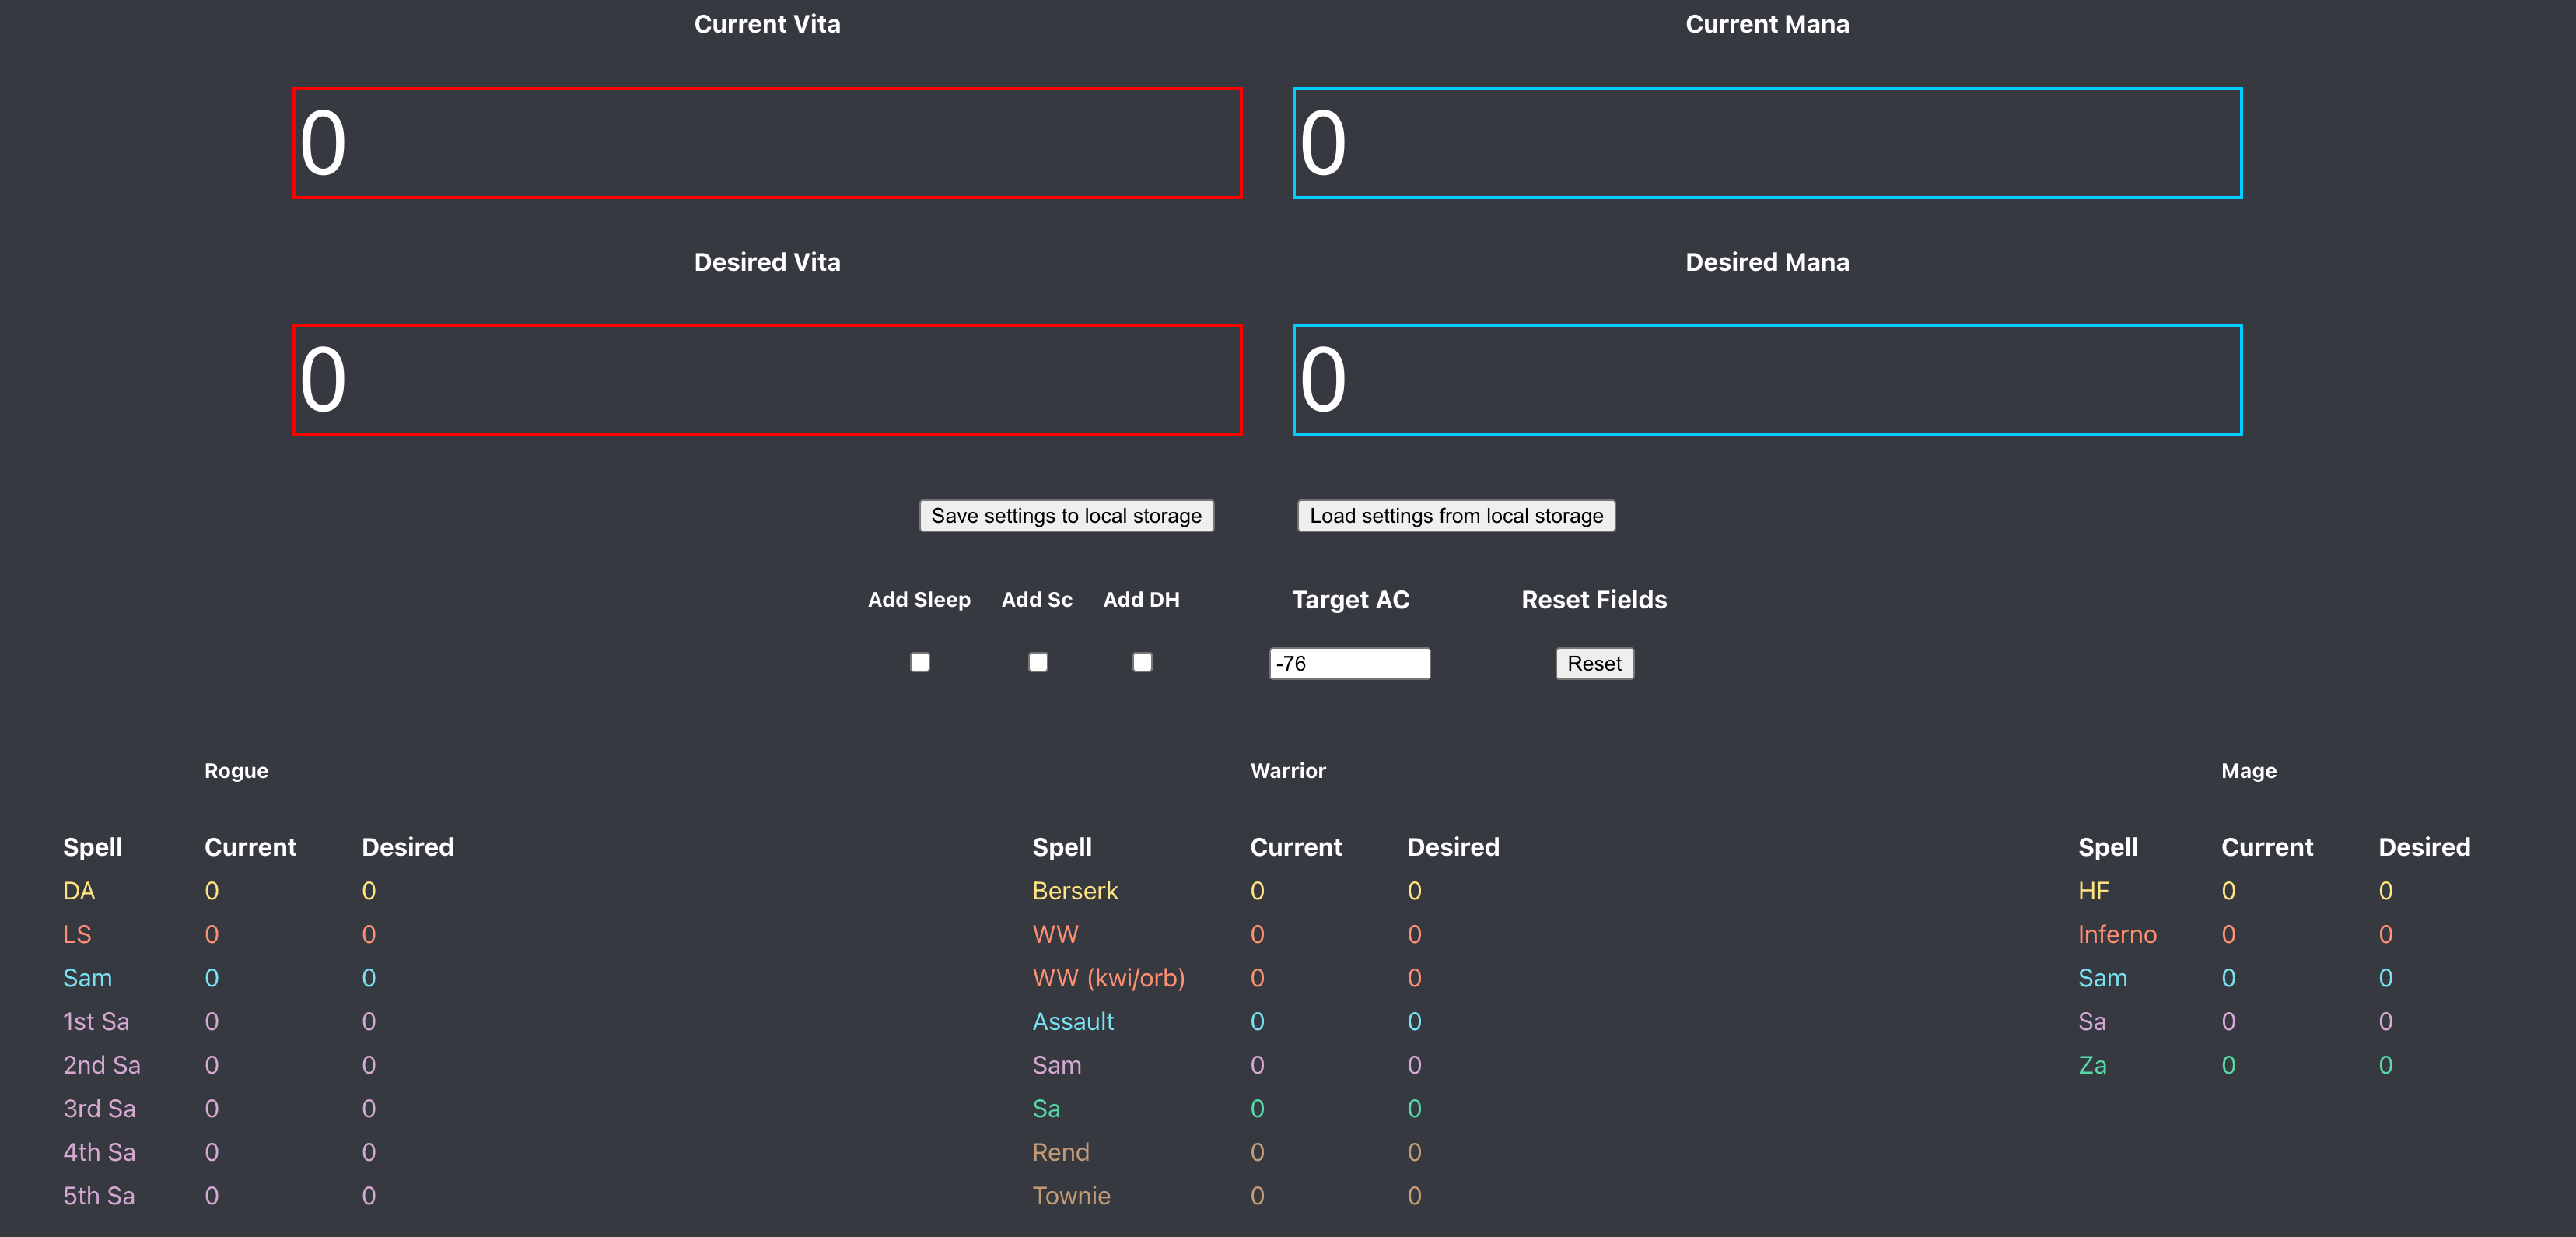 Current Vita Current Mana
0 0
Desired Vita Desired Mana
0 0
Save settings to local storage Load settings from local storage
Add Sleep Add Sc Add DH Target AC Reset Fields
-76 Reset
Rogue Warrior Mage
Spell Current Desired Spell Current Desired Spell Current Desired
DA 0 0 Berserk 0 0 HF 0 0
LS 0 0 WW 0 0 Inferno 0 0
Sam 0 0 WW (kwi/orb) 0 0 Sam 0 0
1st Sa 0 0 Assault 0 0 Sa 0 0
2nd Sa 0 0 Sam 0 0 Za 0 0
3rd Sa 0 0 Sa 0 0
4th Sa 0 0 Rend 0 0
5th Sa 0 0 Townie 0 0